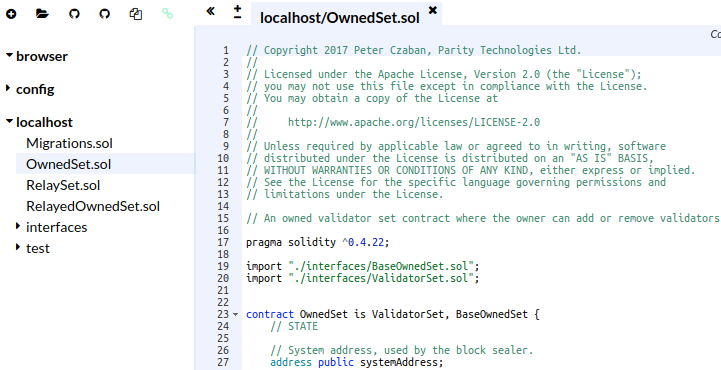 localhost/OwnedSet.sol
Co
browser
config
localhost
Migrations.sol
OwnedSet.sol
RelaySet.sol
RelayedOwnedSet.sol
interfaces
test
1 // Copyright 2017 Peter Czaban, Parity Technologies Ltd.
2 //
3 // Licensed under the Apache License, Version 2.0 (the "License");
4 // you may not use this file except in compliance with the License.
5 // You may obtain a copy of the License at
6 //
7 //     http://www.apache.org/licenses/LICENSE-2.0
8 //
9 // Unless required by applicable law or agreed to in writing, software
10 // distributed under the License is distributed on an "AS IS" BASIS,
11 // WITHOUT WARRANTIES OR CONDITIONS OF ANY KIND, either express or implied.
12 // See the License for the specific language governing permissions and
13 // limitations under the License.
14
15 // An owned validator set contract where the owner can add or remove validators
16
17 pragma solidity ^0.4.22;
18
19 import "./interfaces/BaseOwnedSet.sol";
20 import "./interfaces/ValidatorSet.sol";
21
22
23 contract OwnedSet is ValidatorSet, BaseOwnedSet {
24     // STATE
25
26     // System address, used by the block sealer.
27     address public systemAddress;